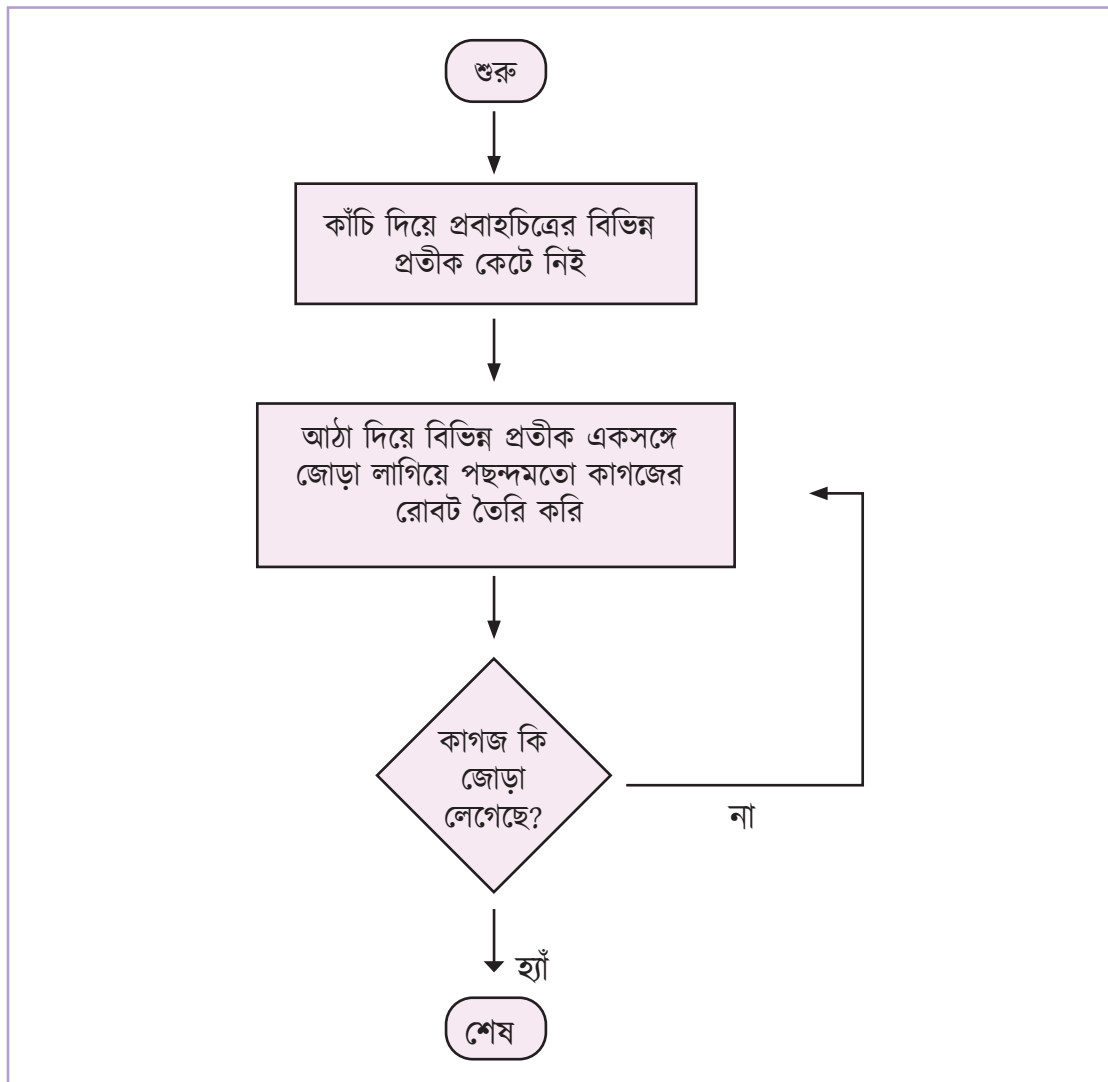 শুরু
কাঁচি দিয়ে প্রবাহচিত্রের বিভিন্ন
প্রতীক কেটে নিই
আঠা দিয়ে বিভিন্ন প্রতীক একসঙ্গে
জোড়া লাগিয়ে পছন্দমতো কাগজের
রোবট তৈরি করি
কাগজ কি
জোড়া
লেগেছে?
না
হ্যাঁ
শেষ